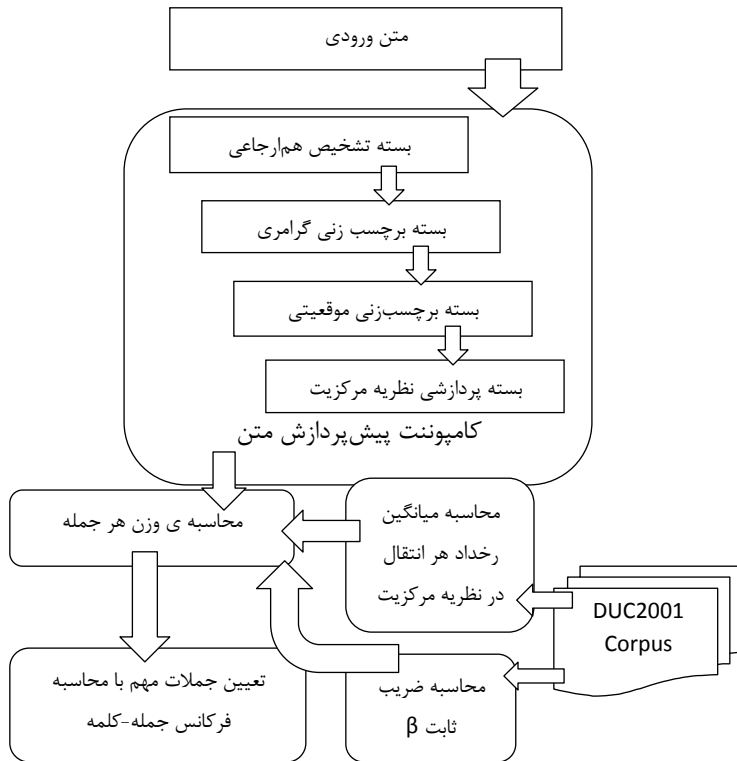 متن ورودی
بسته تشخیص هم‌ارجاعی
بسته برچسب زنی گرامری
بسته برچسب‌زنی موقعیتی
بسته پردازشی نظریه مرکزیت
کامپوننت پیش‌پردازش متن
محاسبه ی وزن هر جمله
محاسبه میانگین
رخداد هر انتقال
در نظریه مرکزیت
DUC2001
Corpus
تعیین جملات مهم با محاسبه
فرکانس جمله-کلمه
محاسبه ضریب
ثابت β